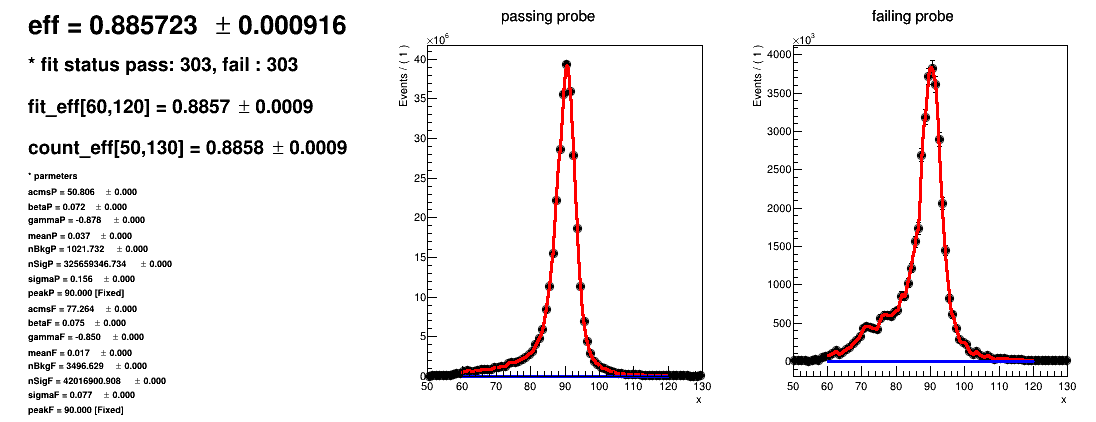 eff = 0.885723 ± 0.000916
* fit status pass: 303, fail : 303
fit_eff[60,120] = 0.8857 ± 0.0009
count_eff[50,130] = 0.8858 ± 0.0009
* parmeters
acmsP = 50.806 ± 0.000
betaP = 0.072 ± 0.000
gammaP = -0.878 ± 0.000
meanP = 0.037 ± 0.000
nBkgP = 1021.732 ± 0.000
nSigP = 325659346.734 ± 0.000
sigmaP = 0.156 ± 0.000
peakP = 90.000 [Fixed]
acmsF = 77.264 ± 0.000
betaF = 0.075 ± 0.000
gammaF = -0.850 ± 0.000
meanF = 0.017 ± 0.000
nBkgF = 3496.629 ± 0.000
nSigF = 42016900.908 ± 0.000
sigmaF = 0.077 ± 0.000
peakF = 90.000 [Fixed]
passing probe
×10⁶
Events / ( 1 )
40
35
30
25
20
15
10
5
0
50 60 70 80 90 100 110 120 130
x
failing probe
×10³
Events / ( 1 )
4000
3500
3000
2500
2000
1500
1000
500
0
50 60 70 80 90 100 110 120 130
x